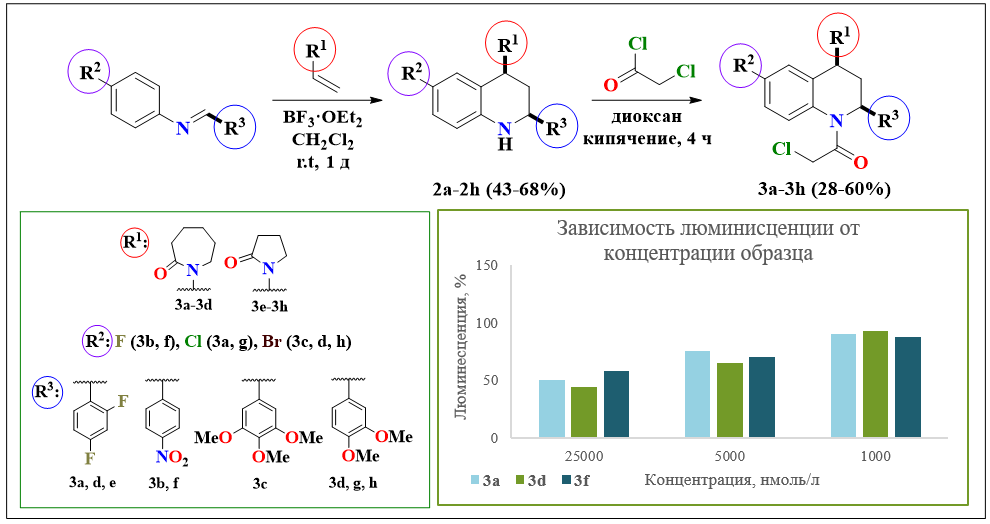 R² N R³
R¹
BF₃·OEt₂
CH₂Cl₂
r.t, 1 д
R¹ R² N H R³
2a-2h (43-68%)
Cl O Cl
диоксан
кипячение, 4 ч
R¹ R² N R³ Cl O
3a-3h (28-60%)
R¹:
O N
3a-3d
O N
3e-3h
R²: F (3b, f), Cl (3a, g), Br (3c, d, h)
R³:
F F
3a, d, e
NO₂
3b, f
MeO OMe OMe
3c
OMe OMe
3d, g, h
Зависимость люминисценции от
концентрации образца
Люминесценция, %
150
100
50
0
25000 5000 1000
3a 3d 3f Концентрация, нмоль/л